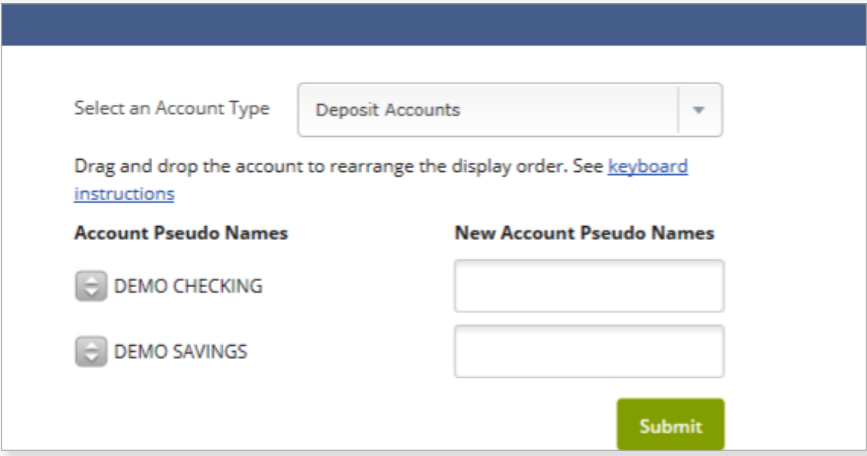 Select an Account Type Deposit Accounts
Drag and drop the account to rearrange the display order. See keyboard
instructions
Account Pseudo Names New Account Pseudo Names
DEMO CHECKING
DEMO SAVINGS
Submit